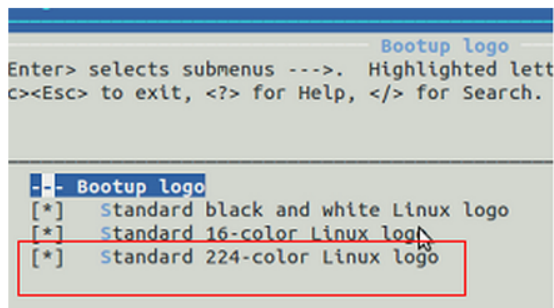 Bootup logo
Enter> selects submenus --->. Highlighted lett
c><Esc> to exit, <?> for Help, </> for Search.
--- Bootup logo
[*] Standard black and white Linux logo
[*] Standard 16-color Linux logo
[*] Standard 224-color Linux logo